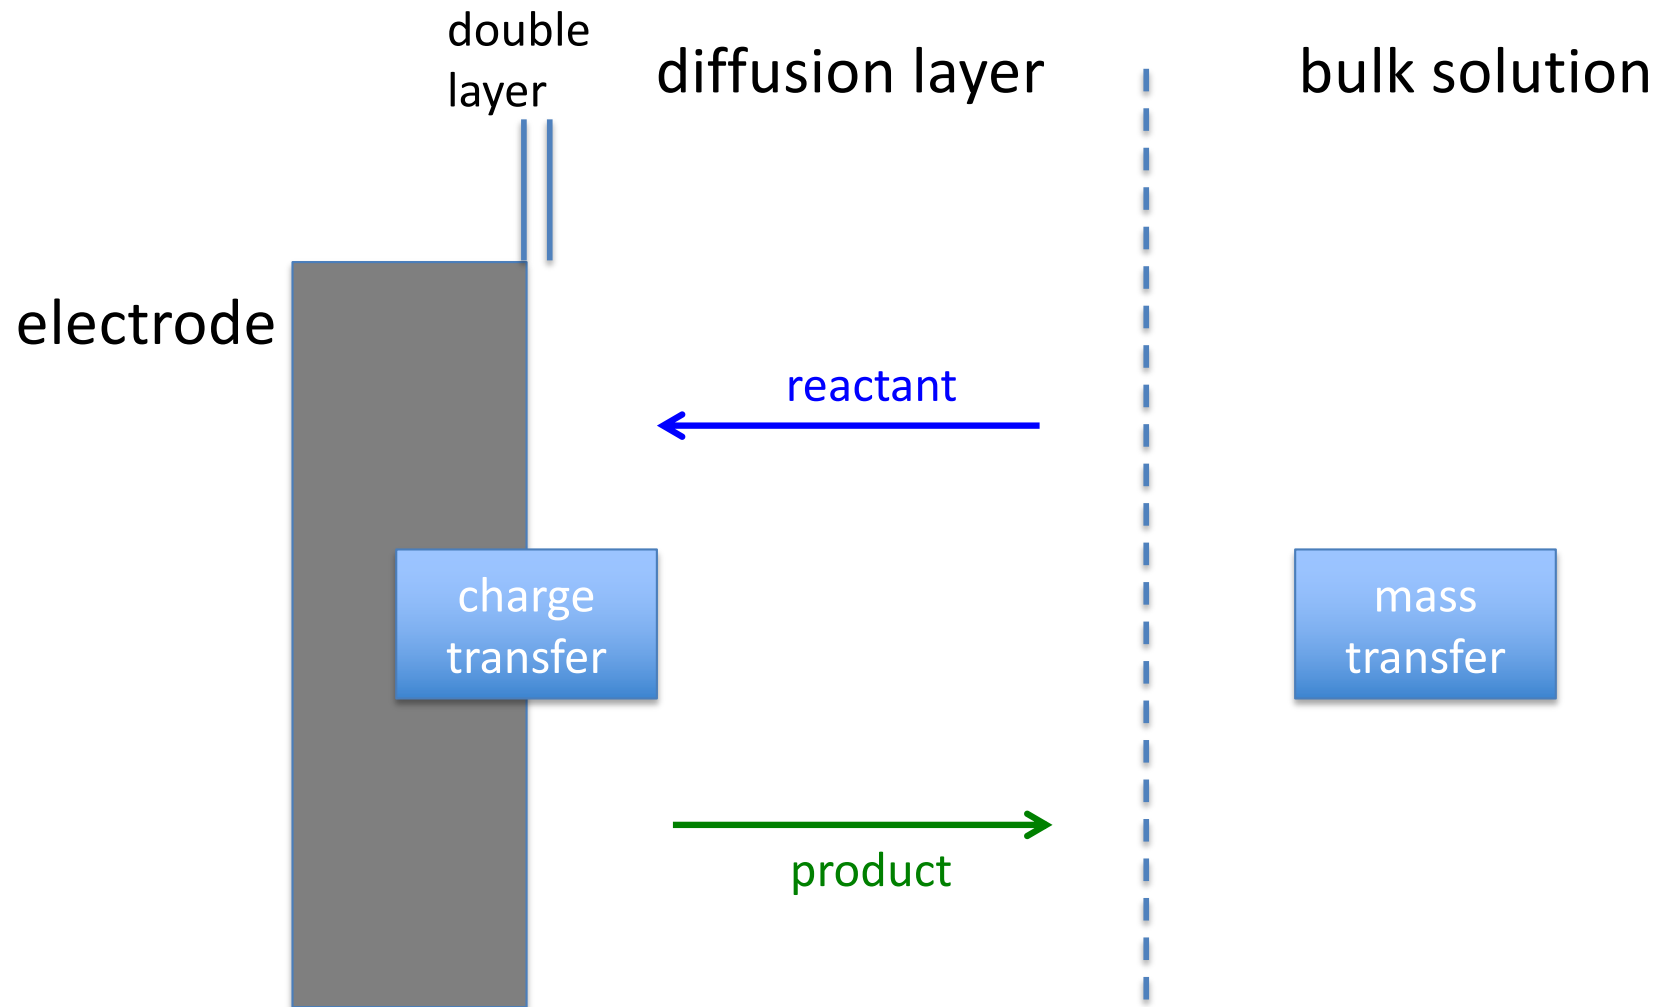 double
layer
diffusion layer
bulk solution
electrode
reactant
charge
transfer
mass
transfer
product